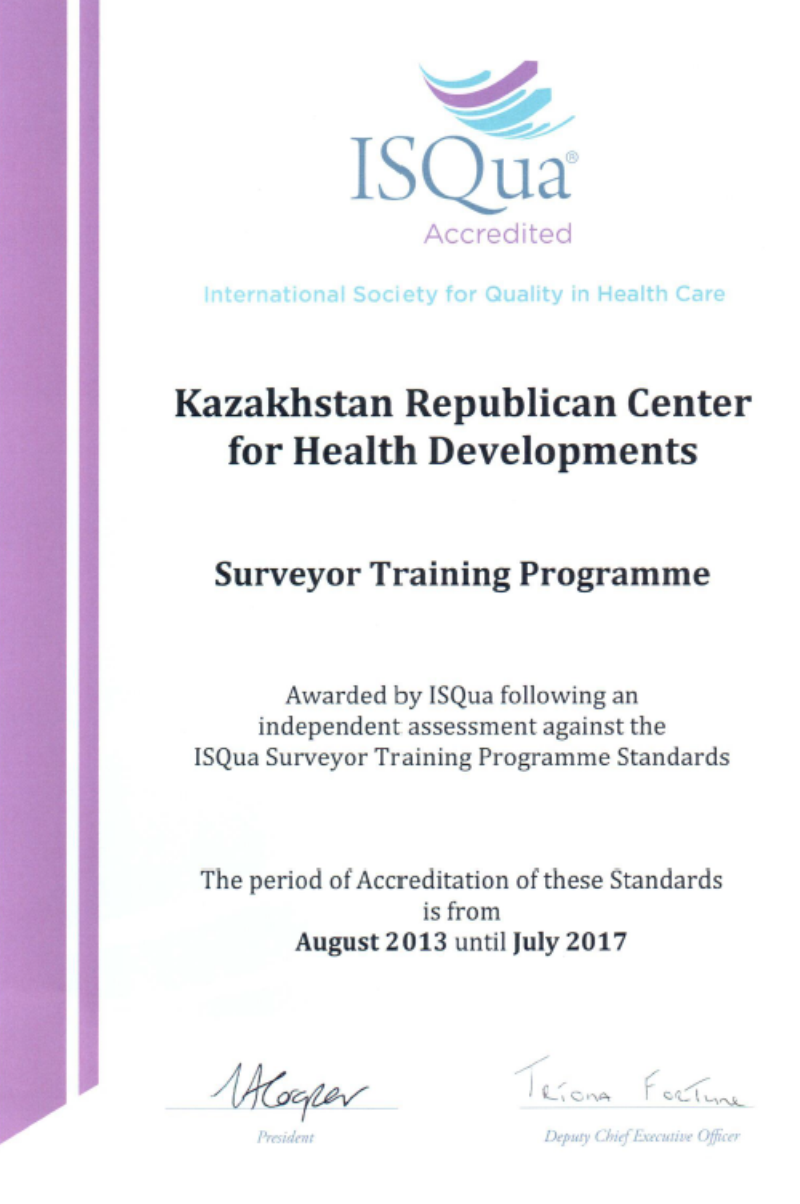 ISQua®
Accredited
International Society for Quality in Health Care
Kazakhstan Republican Center
for Health Developments
Surveyor Training Programme
Awarded by ISQua following an
independent assessment against the
ISQua Surveyor Training Programme Standards
The period of Accreditation of these Standards
is from
August 2013 until July 2017
Triona Fortune
President
Deputy Chief Executive Officer